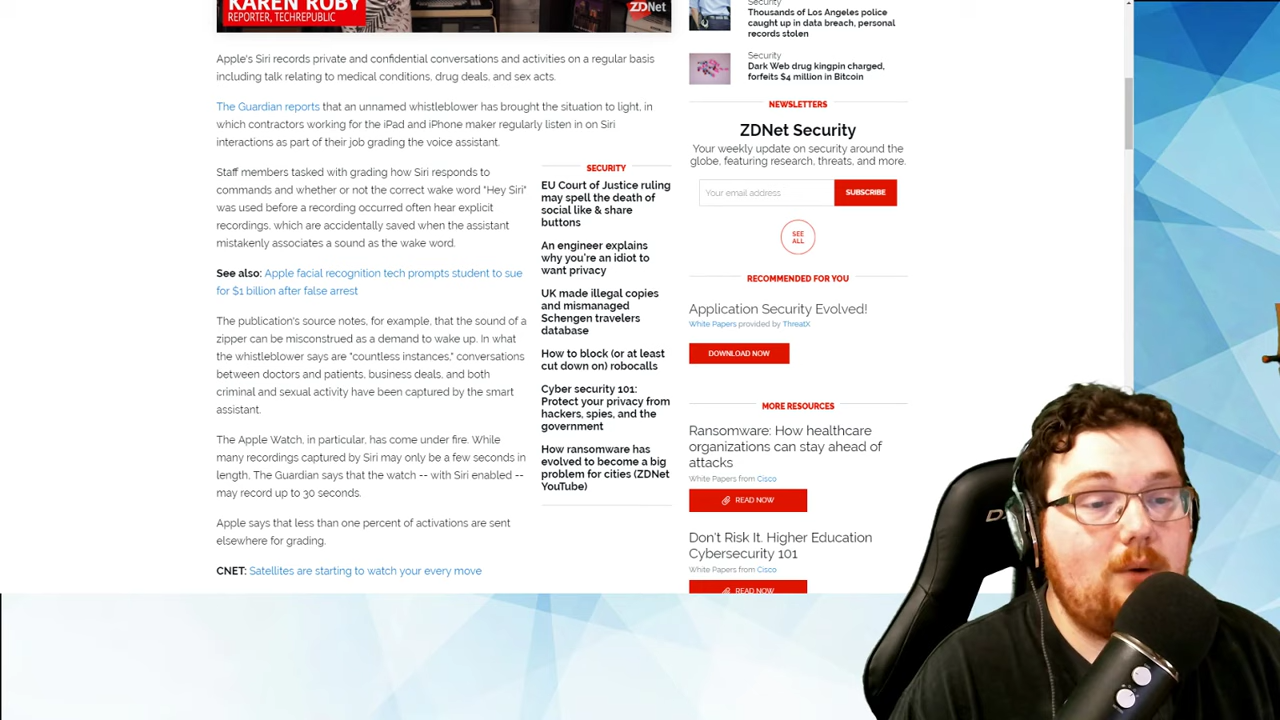 KAREN ROBY
REPORTER, TECHREPUBLIC
ZDNet
Apple's Siri records private and confidential conversations and activities on a regular basis
including talk relating to medical conditions, drug deals, and sex acts.
The Guardian reports that an unnamed whistleblower has brought the situation to light, in
which contractors working for the iPad and iPhone maker regularly listen in on Siri
interactions as part of their job grading the voice assistant.
Staff members tasked with grading how Siri responds to
commands and whether or not the correct wake word "Hey Siri"
was used before a recording occurred often hear explicit
recordings, which are accidentally saved when the assistant
mistakenly associates a sound as the wake word.
See also: Apple facial recognition tech prompts student to sue
for $1 billion after false arrest
The publication's source notes, for example, that the sound of a
zipper can be misconstrued as a demand to wake up. In what
the whistleblower says are "countless instances," conversations
between doctors and patients, business deals, and both
criminal and sexual activity have been captured by the smart
assistant.
The Apple Watch, in particular, has come under fire. While
many recordings captured by Siri may only be a few seconds in
length, The Guardian says that the watch -- with Siri enabled --
may record up to 30 seconds.
Apple says that less than one percent of activations are sent
elsewhere for grading.
CNET: Satellites are starting to watch your every move
SECURITY
EU Court of Justice ruling
may spell the death of
social like & share
buttons
An engineer explains
why you're an idiot to
want privacy
UK made illegal copies
and mismanaged
Schengen travelers
database
How to block (or at least
cut down on) robocalls
Cyber security 101:
Protect your privacy from
hackers, spies, and the
government
How ransomware has
evolved to become a big
problem for cities (ZDNet
YouTube)
Security
Thousands of Los Angeles police
caught up in data breach, personal
records stolen
Security
Dark Web drug kingpin charged,
forfeits $4 million in Bitcoin
NEWSLETTERS
ZDNet Security
Your weekly update on security around the
globe, featuring research, threats, and more.
Your email address
SUBSCRIBE
SEE
ALL
RECOMMENDED FOR YOU
Application Security Evolved!
White Papers provided by ThreatX
DOWNLOAD NOW
MORE RESOURCES
Ransomware: How healthcare
organizations can stay ahead of
attacks
White Papers from Cisco
READ NOW
Don't Risk It. Higher Education
Cybersecurity 101
White Papers from Cisco
READ NOW